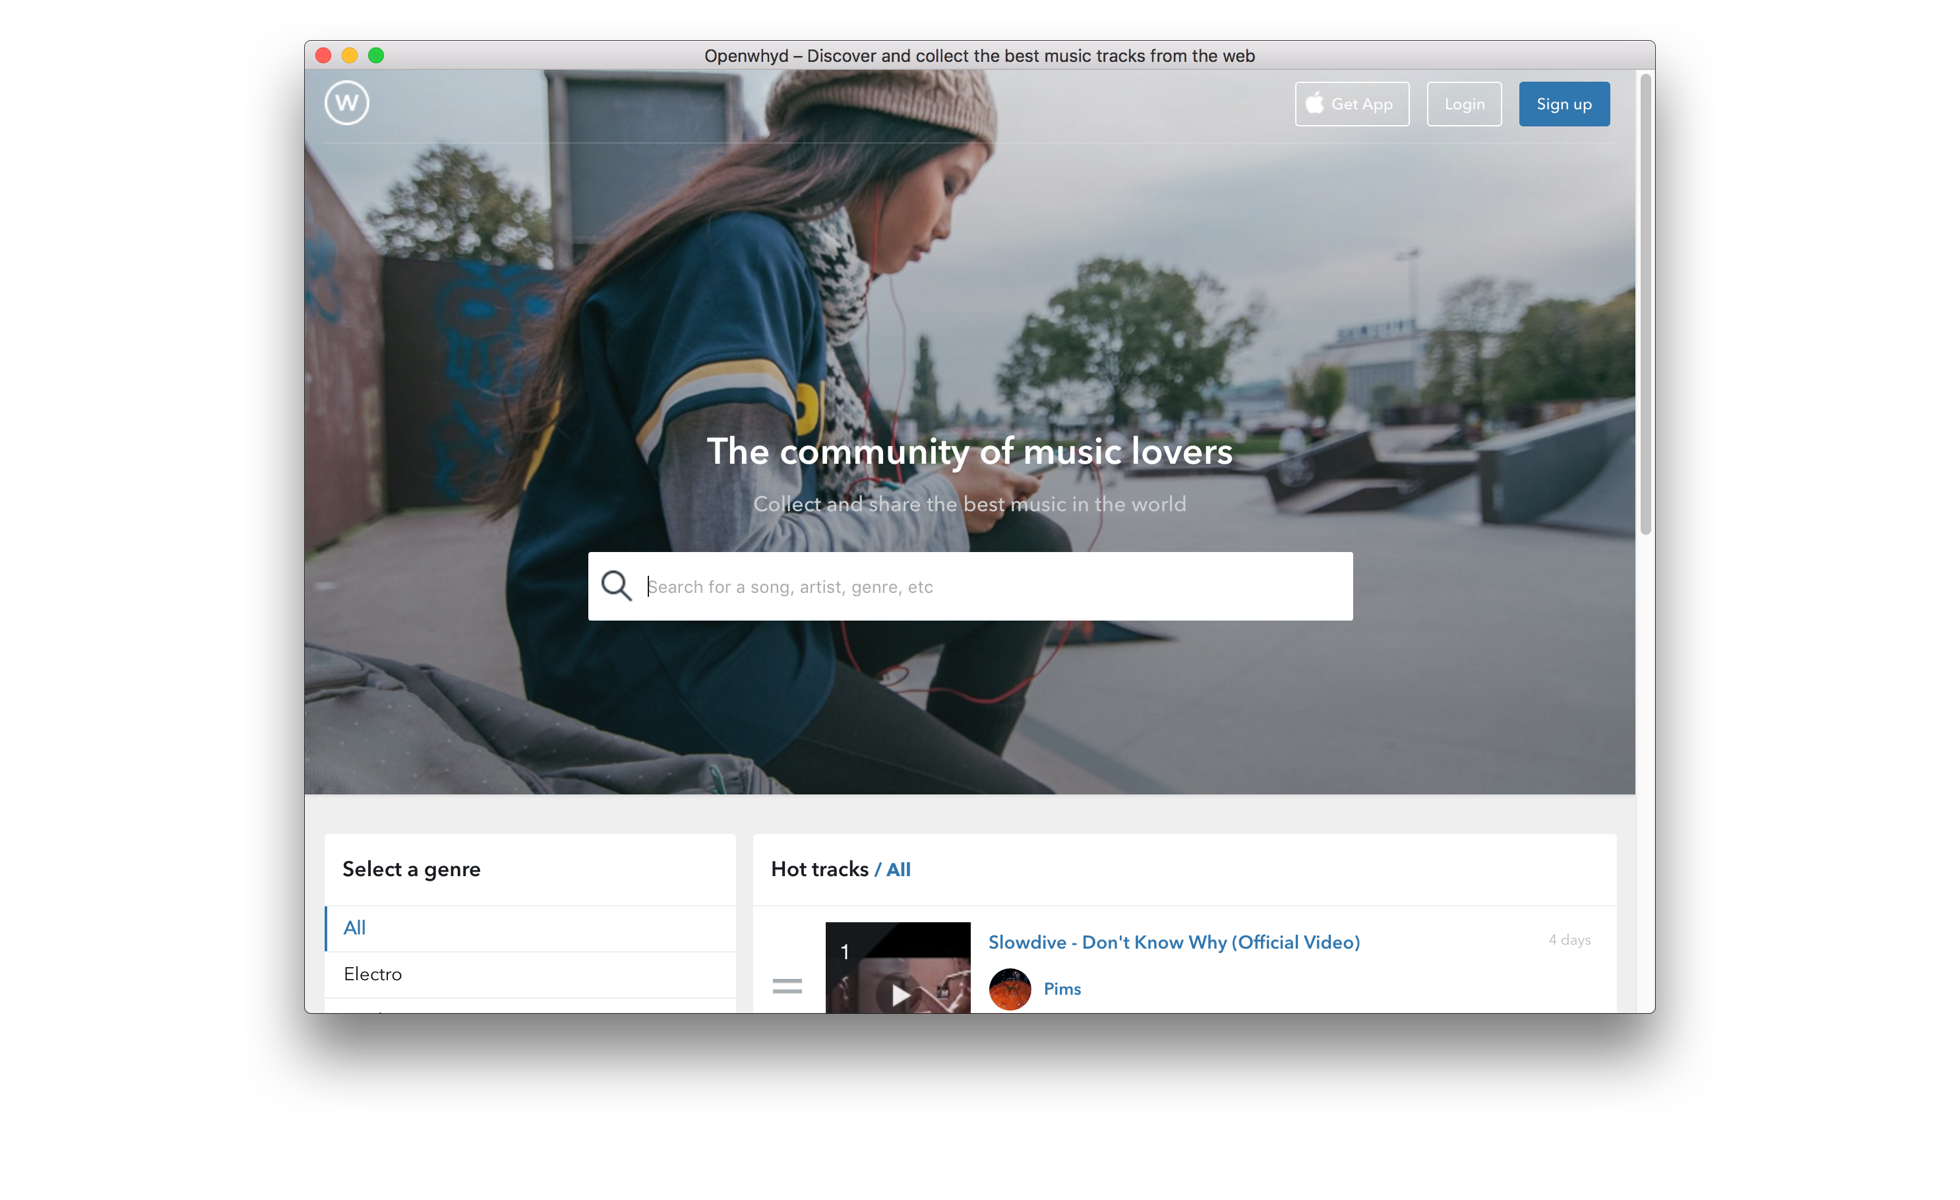 Openwhyd – Discover and collect the best music tracks from the web
W
Get App
Login
Sign up
The community of music lovers
Collect and share the best music in the world
Search for a song, artist, genre, etc
Select a genre
Hot tracks / All
All
Electro
1
Slowdive - Don't Know Why (Official Video)
4 days
Pims